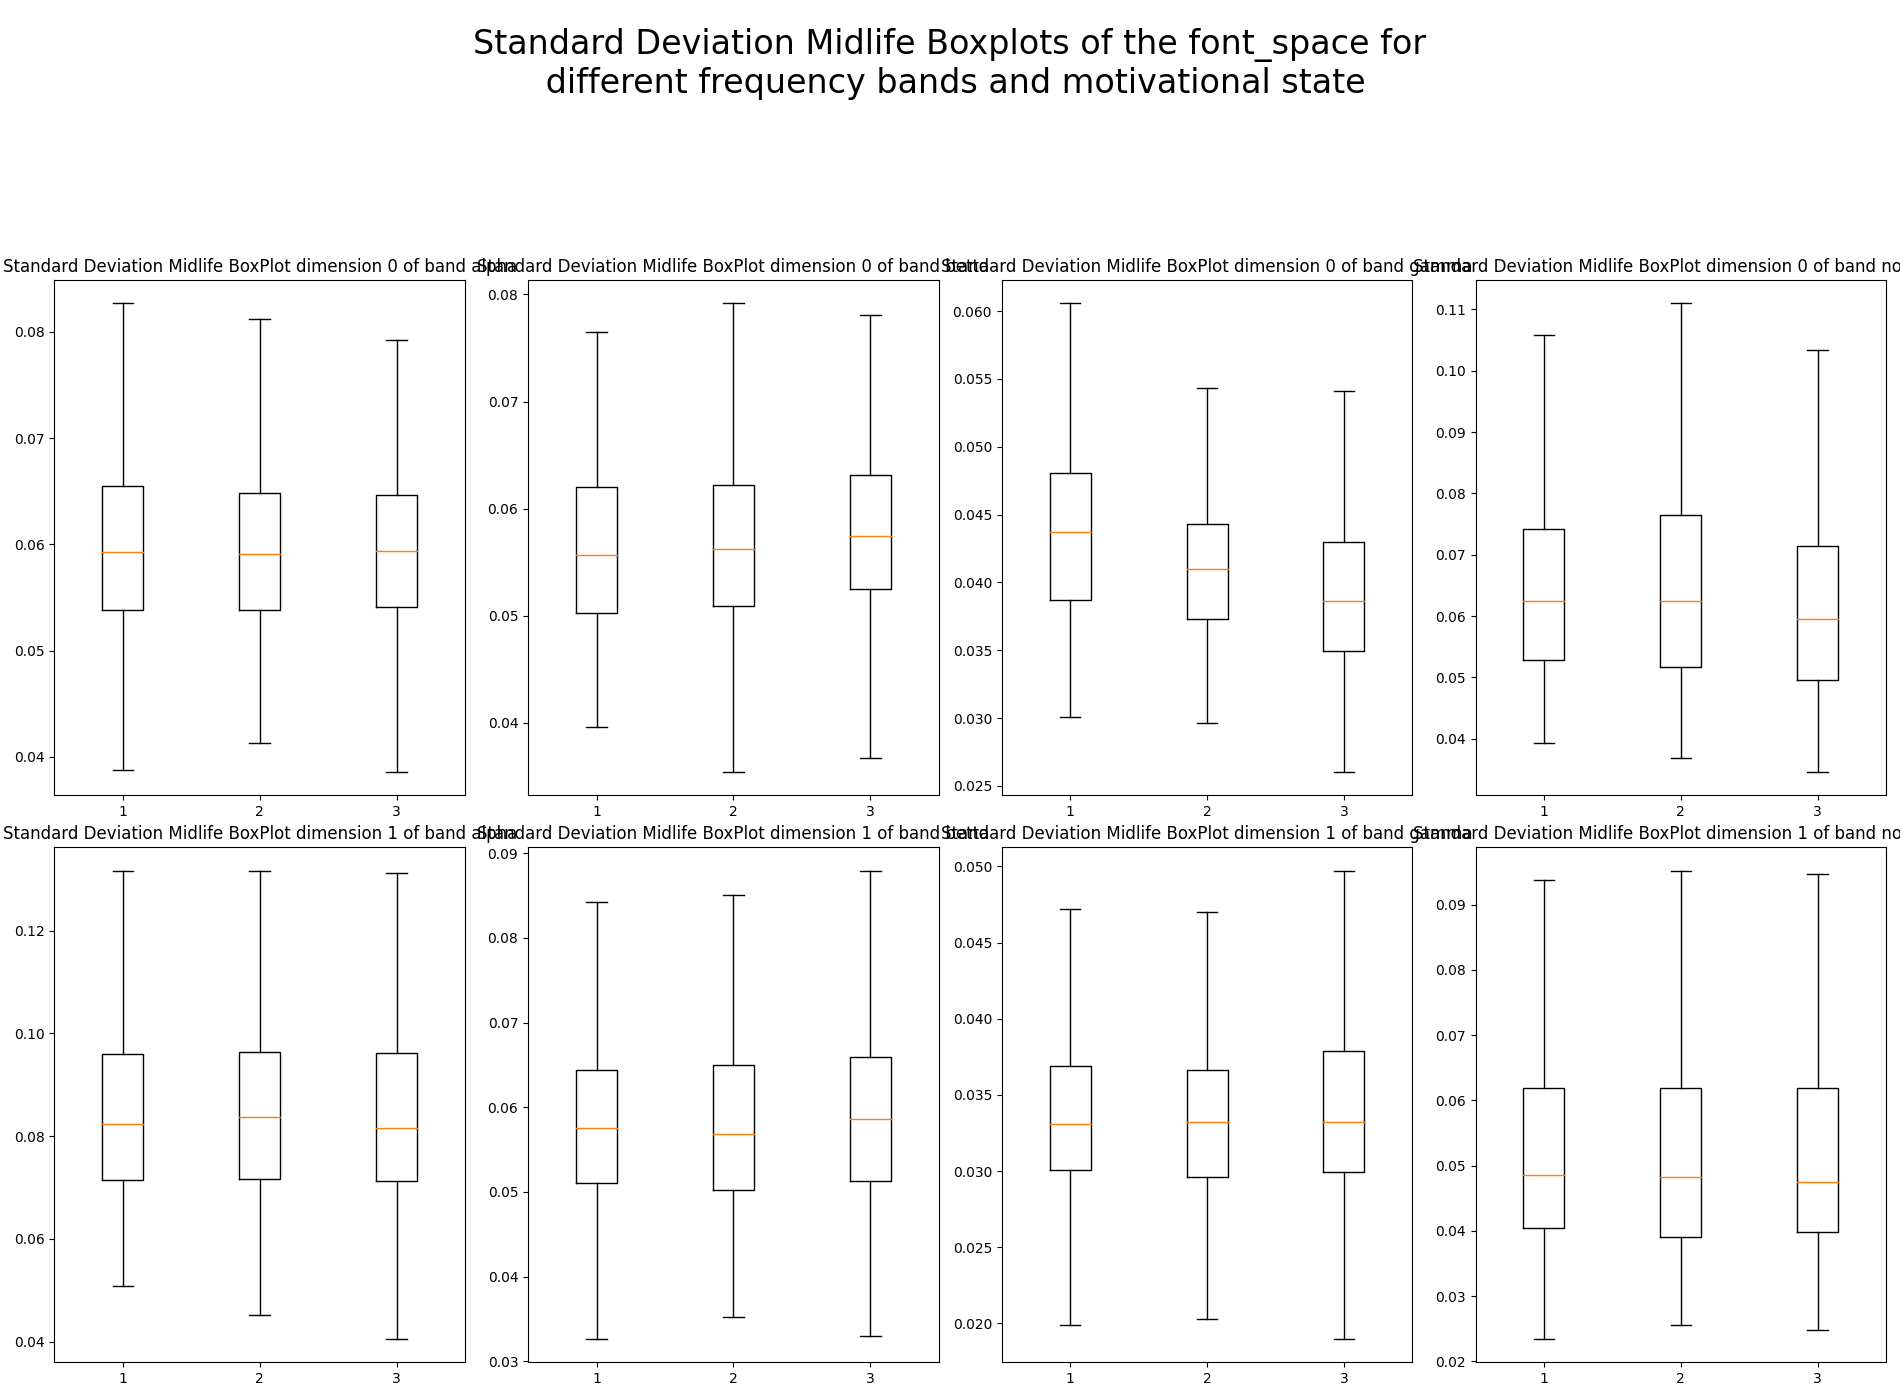 Standard Deviation Midlife Boxplots of the font_space for
different frequency bands and motivational state
Standard Deviation Midlife BoxPlot dimension 0 of band alpha
Standard Deviation Midlife BoxPlot dimension 0 of band betta
Standard Deviation Midlife BoxPlot dimension 0 of band gamma
Standard Deviation Midlife BoxPlot dimension 0 of band no
0.08
0.07
0.06
0.05
0.04
1 2 3
0.08
0.07
0.06
0.05
0.04
1 2 3
0.060
0.055
0.050
0.045
0.040
0.035
0.030
0.025
1 2 3
0.11
0.10
0.09
0.08
0.07
0.06
0.05
0.04
1 2 3
Standard Deviation Midlife BoxPlot dimension 1 of band alpha
Standard Deviation Midlife BoxPlot dimension 1 of band betta
Standard Deviation Midlife BoxPlot dimension 1 of band gamma
Standard Deviation Midlife BoxPlot dimension 1 of band no
0.12
0.10
0.08
0.06
0.04
1 2 3
0.09
0.08
0.07
0.06
0.05
0.04
0.03
1 2 3
0.050
0.045
0.040
0.035
0.030
0.025
0.020
1 2 3
0.09
0.08
0.07
0.06
0.05
0.04
0.03
0.02
1 2 3